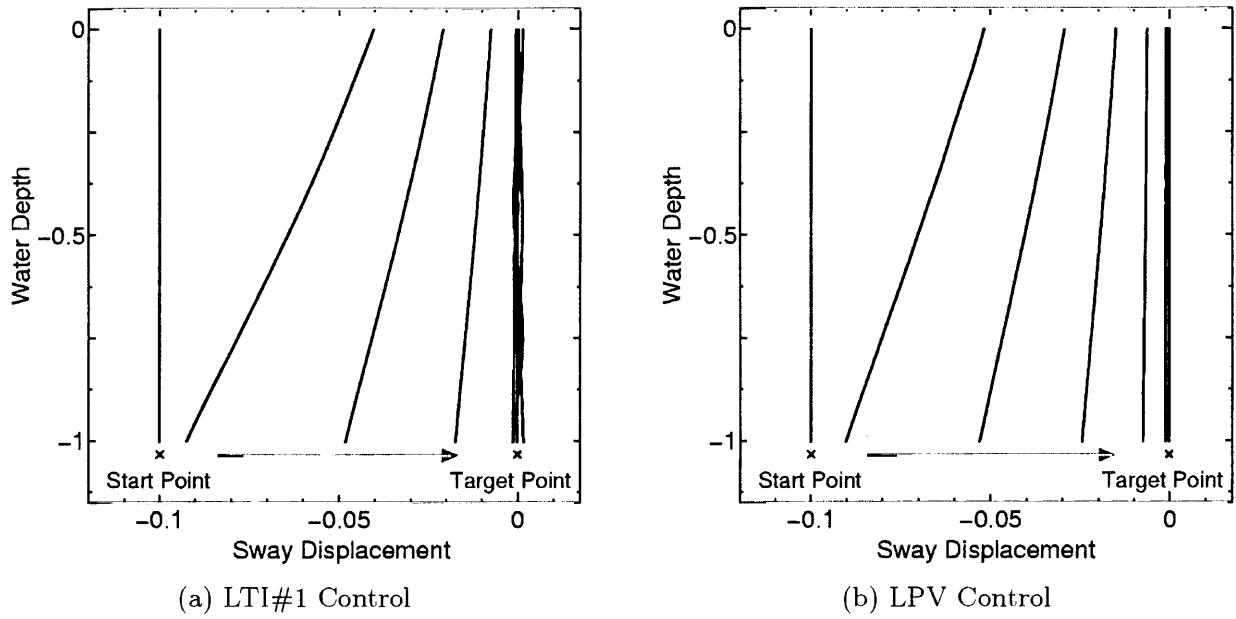 0
−0.5
−1
Water Depth
× ×
Start Point Target Point
−0.1 −0.05 0
Sway Displacement
(a) LTI#1 Control
0
−0.5
−1
Water Depth
× ×
Start Point Target Point
−0.1 −0.05 0
Sway Displacement
(b) LPV Control